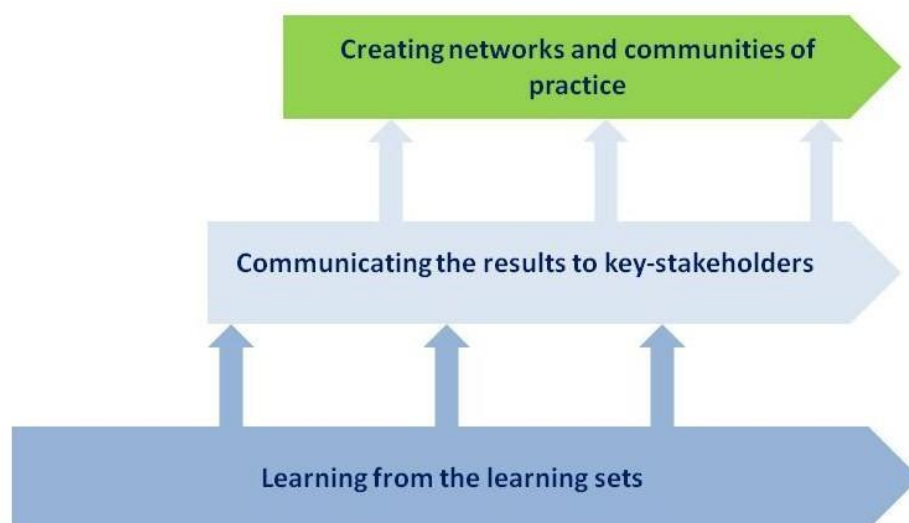 Creating networks and communities of
practice
Communicating the results to key-stakeholders
Learning from the learning sets